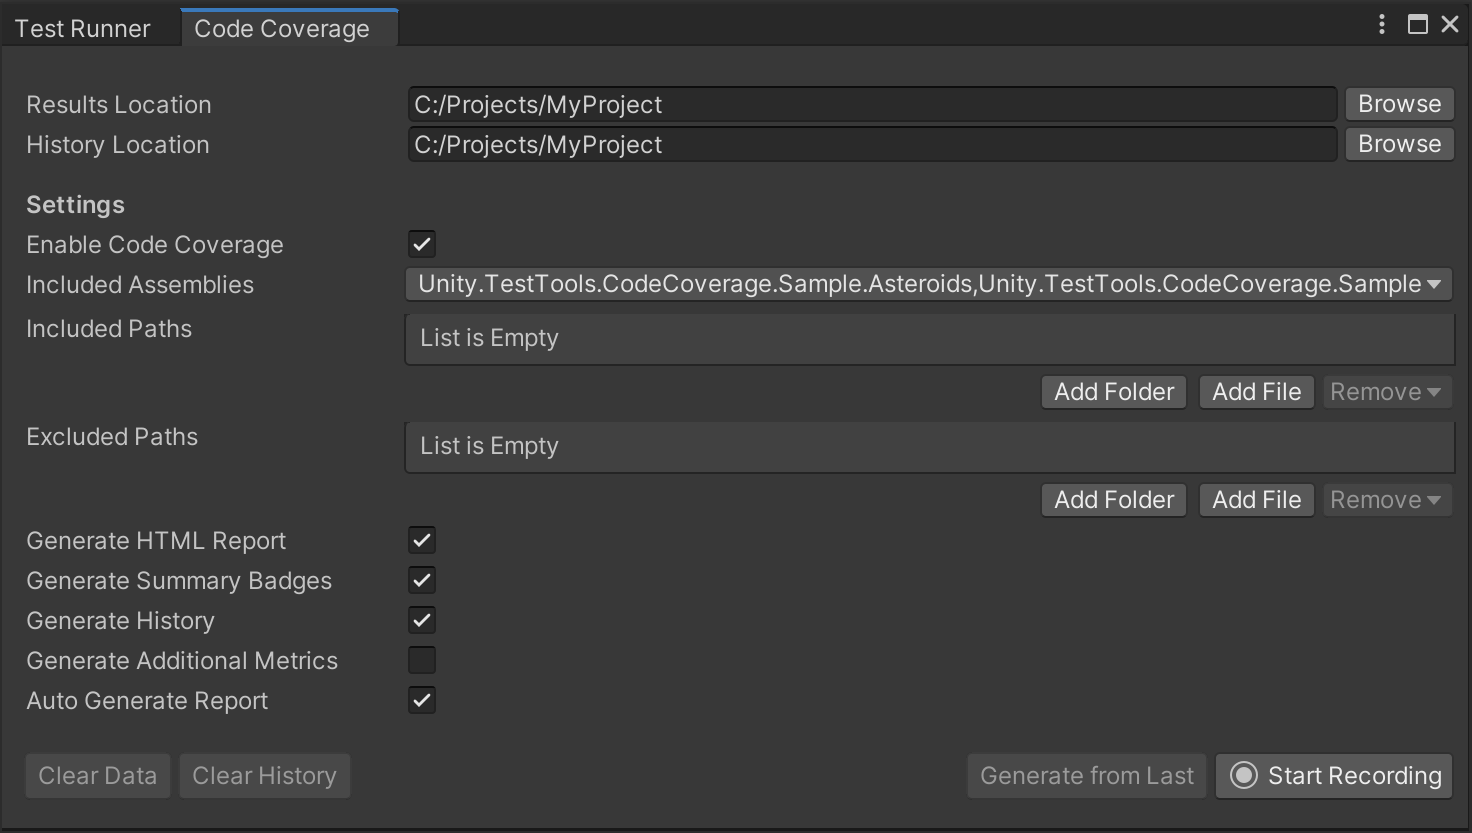 Test Runner Code Coverage
Results Location C:/Projects/MyProject Browse
History Location C:/Projects/MyProject Browse
Settings
Enable Code Coverage
Included Assemblies Unity.TestTools.CodeCoverage.Sample.Asteroids,Unity.TestTools.CodeCoverage.Sample
Included Paths List is Empty
Add Folder Add File Remove
Excluded Paths List is Empty
Add Folder Add File Remove
Generate HTML Report
Generate Summary Badges
Generate History
Generate Additional Metrics
Auto Generate Report
Clear Data Clear History Generate from Last Start Recording